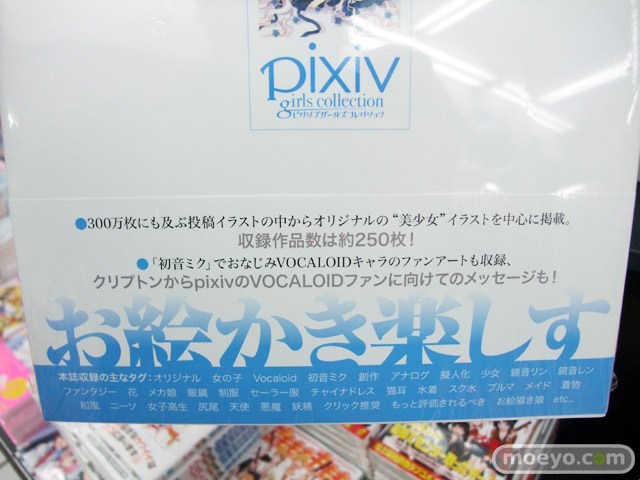 pixiv
girls collection
ピクシブガールズコレクション
●300万枚にも及ぶ投稿イラストの中からオリジナルの“美少女”イラストを中心に掲載。
収録作品数は約250枚！
●「初音ミク」でおなじみVOCALOIDキャラのファンアートも収録、
クリプトンからpixivのVOCALOIDファンに向けてのメッセージも！
お絵かき楽しす
本誌収録の主なタグ：オリジナル 女の子 Vocaloid 初音ミク 創作 アナログ 擬人化 少女 鏡音リン 鏡音レン
ファンタジー 花 メカ娘 眼鏡 制服 セーラー服 チャイナドレス 猫耳 水着 スク水 ブルマ メイド 着物
和風 ニーソ 女子高生 尻尾 天使 悪魔 妖精 クリック推奨 もっと評価されるべき お絵描き娘 etc...
moeyo.com